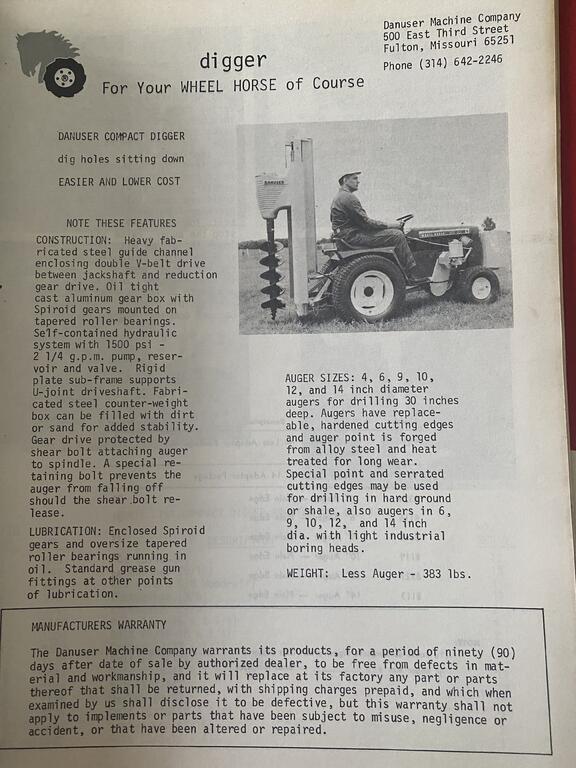 Danuser Machine Company
500 East Third Street
Fulton, Missouri 65251
Phone (314) 642-2246
digger
For Your WHEEL HORSE of Course
DANUSER COMPACT DIGGER
dig holes sitting down
EASIER AND LOWER COST
DANUSER
NOTE THESE FEATURES
CONSTRUCTION: Heavy fab-
ricated steel guide channel
enclosing double V-belt drive
between jackshaft and reduction
gear drive. Oil tight
cast aluminum gear box with
Spiroid gears mounted on
tapered roller bearings.
Self-contained hydraulic
system with 1500 psi -
2 1/4 g.p.m. pump, reser-
voir and valve. Rigid
plate sub-frame supports
U-joint driveshaft. Fabri-
cated steel counter-weight
box can be filled with dirt
or sand for added stability.
Gear drive protected by
shear bolt attaching auger
to spindle. A special re-
taining bolt prevents the
auger from falling off
should the shear bolt re-
lease.
LUBRICATION: Enclosed Spiroid
gears and oversize tapered
roller bearings running in
oil. Standard grease gun
fittings at other points
of lubrication.
AUGER SIZES: 4, 6, 9, 10,
12, and 14 inch diameter
augers for drilling 30 inches
deep. Augers have replace-
able, hardened cutting edges
and auger point is forged
from alloy steel and heat
treated for long wear.
Special point and serrated
cutting edges may be used
for drilling in hard ground
or shale, also augers in 6,
9, 10, 12, and 14 inch
dia. with light industrial
boring heads.
WEIGHT: Less Auger - 383 lbs.
MANUFACTURERS WARRANTY
The Danuser Machine Company warrants its products, for a period of ninety (90)
days after date of sale by authorized dealer, to be free from defects in mat-
erial and workmanship, and it will replace at its factory any part or parts
thereof that shall be returned, with shipping charges prepaid, and which when
examined by us shall disclose it to be defective, but this warranty shall not
apply to implements or parts that have been subject to misuse, negligence or
accident, or that have been altered or repaired.